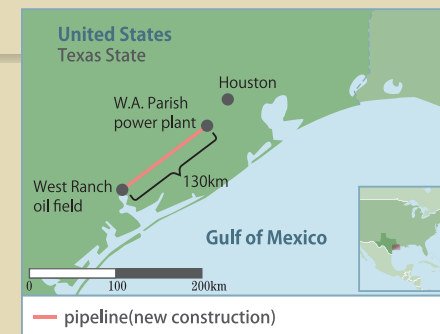 United States
Texas State
Houston
W.A. Parish
power plant
130km
West Ranch
oil field
Gulf of Mexico
0 100 200km
pipeline(new construction)